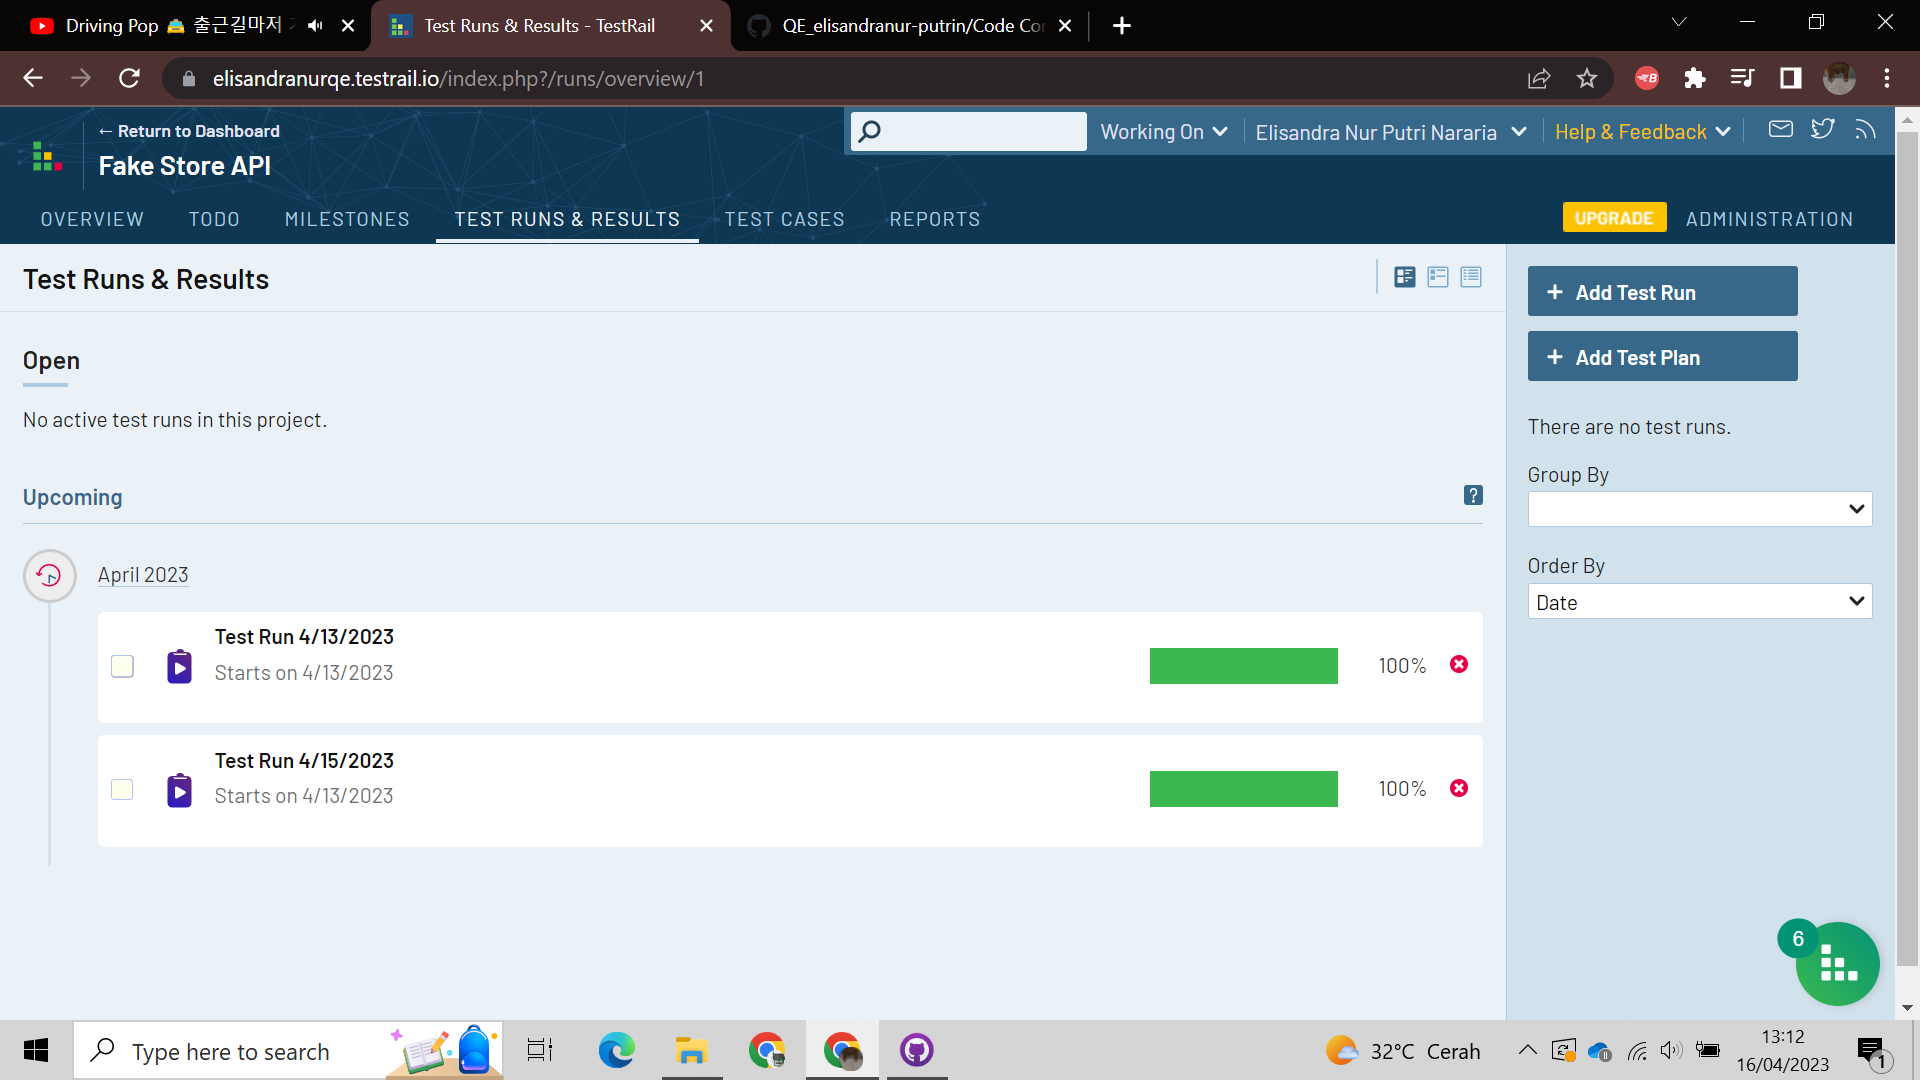 Driving Pop 🚖 출근길마저
Test Runs & Results - TestRail
QE_elisandranur-putrin/Code Co
elisandranurqe.testrail.io/index.php?/runs/overview/1
← Return to Dashboard
Fake Store API
Working On
Elisandra Nur Putri Nararia
Help & Feedback
OVERVIEW
TODO
MILESTONES
TEST RUNS & RESULTS
TEST CASES
REPORTS
UPGRADE
ADMINISTRATION
Test Runs & Results
+ Add Test Run
+ Add Test Plan
Open
No active test runs in this project.
There are no test runs.
Group By
Upcoming
?
Order By
Date
April 2023
Test Run 4/13/2023
Starts on 4/13/2023
100%
Test Run 4/15/2023
Starts on 4/13/2023
100%
6
Type here to search
32°C Cerah
13:12
16/04/2023
1